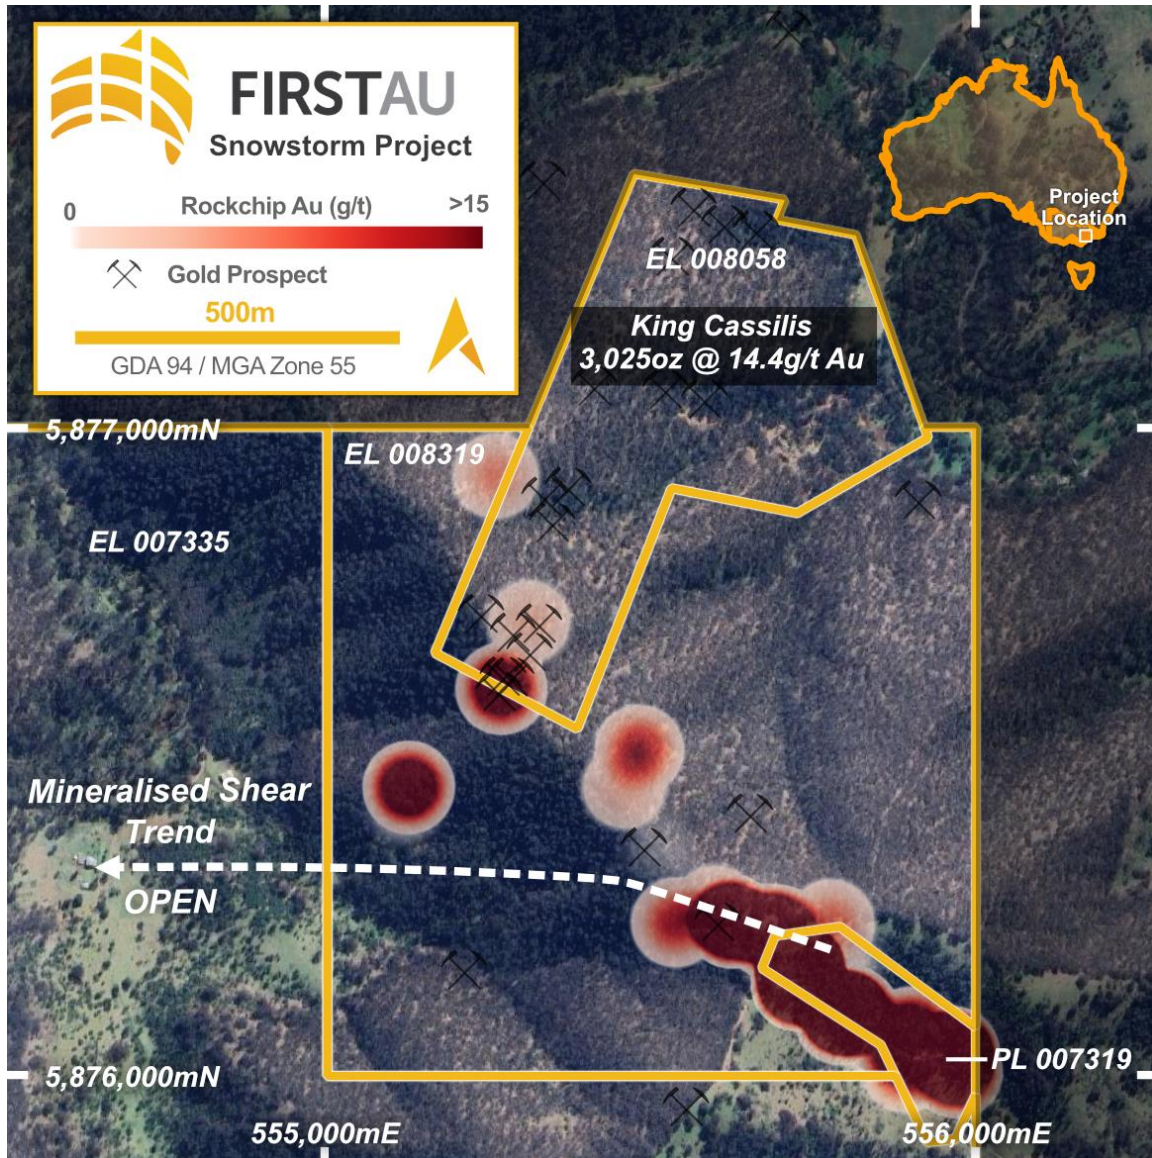 FIRSTAU
Snowstorm Project
0 Rockchip Au (g/t) >15
Gold Prospect
500m
GDA 94 / MGA Zone 55
Project
Location
EL 008058
King Cassilis
3,025oz @ 14.4g/t Au
5,877,000mN
EL 008319
EL 007335
Mineralised Shear
Trend
OPEN
PL 007319
5,876,000mN
555,000mE
556,000mE